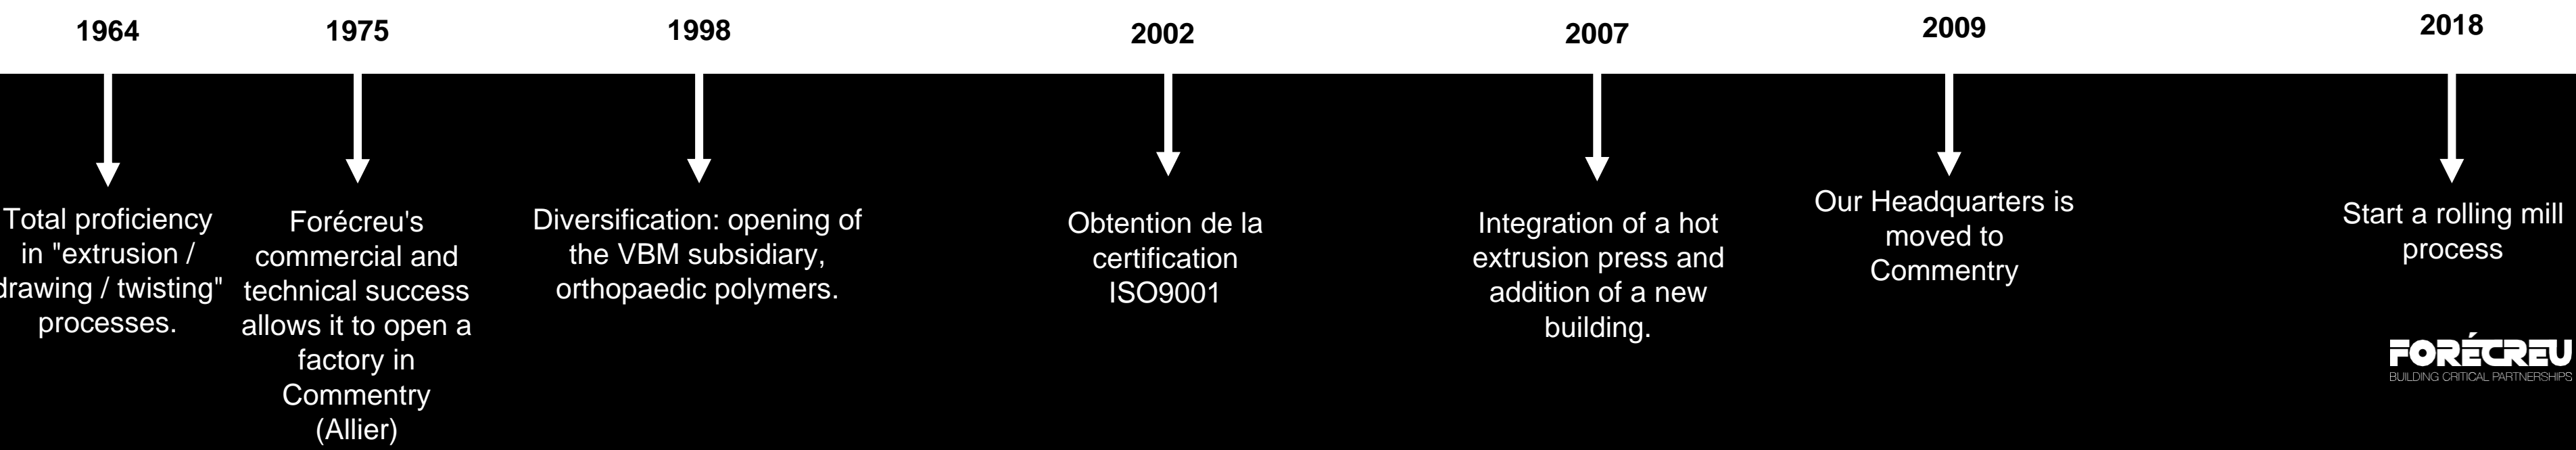 1964
Total proficiency
in "extrusion /
drawing / twisting"
processes.
1975
Forécreu's
commercial and
technical success
allows it to open a
factory in
Commentry
(Allier)
1998
Diversification: opening of
the VBM subsidiary,
orthopaedic polymers.
2002
Obtention de la
certification
ISO9001
2007
Integration of a hot
extrusion press and
addition of a new
building.
2009
Our Headquarters is
moved to
Commentry
2018
Start a rolling mill
process
FORÉCREU
BUILDING CRITICAL PARTNERSHIPS